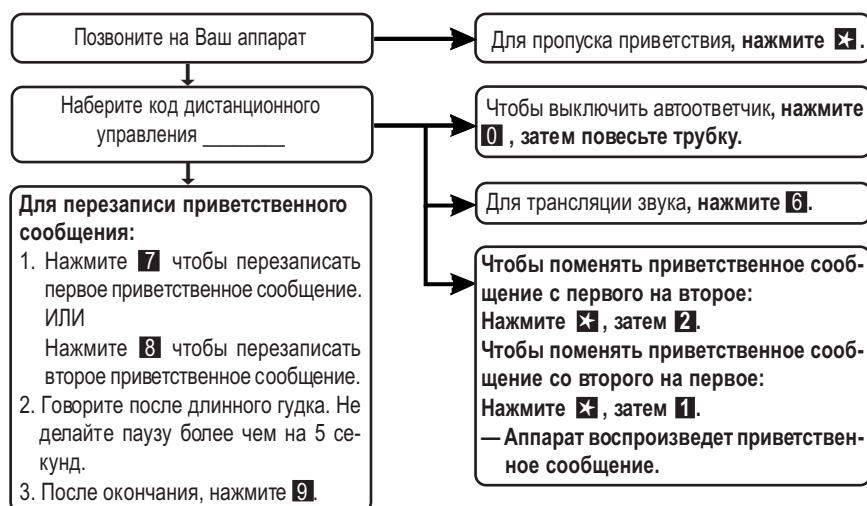 Позвоните на Ваш аппарат
Для пропуска приветствия, нажмите *.
Наберите код дистанционного
управления ________
Чтобы выключить автоответчик, нажмите
0 , затем повесьте трубку.
Для трансляции звука, нажмите 6.
Для перезаписи приветственного
сообщения:
1. Нажмите 7 чтобы перезаписать
первое приветственное сообщение.
ИЛИ
Нажмите 8 чтобы перезаписать
второе приветственное сообщение.
2. Говорите после длинного гудка. Не
делайте паузу более чем на 5 се-
кунд.
3. После окончания, нажмите 9.
Чтобы поменять приветственное сооб-
щение с первого на второе:
Нажмите * , затем 2.
Чтобы поменять приветственное сооб-
щение со второго на первое:
Нажмите * , затем 1.
— Аппарат воспроизведет приветствен-
ное сообщение.